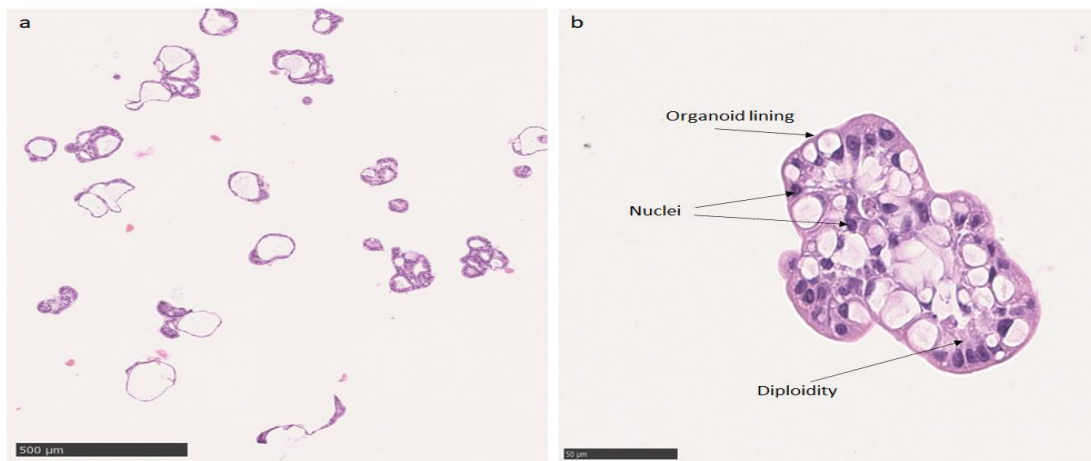 a
b
Organoid lining
Nuclei
Diploidity
500 µm
50 µm